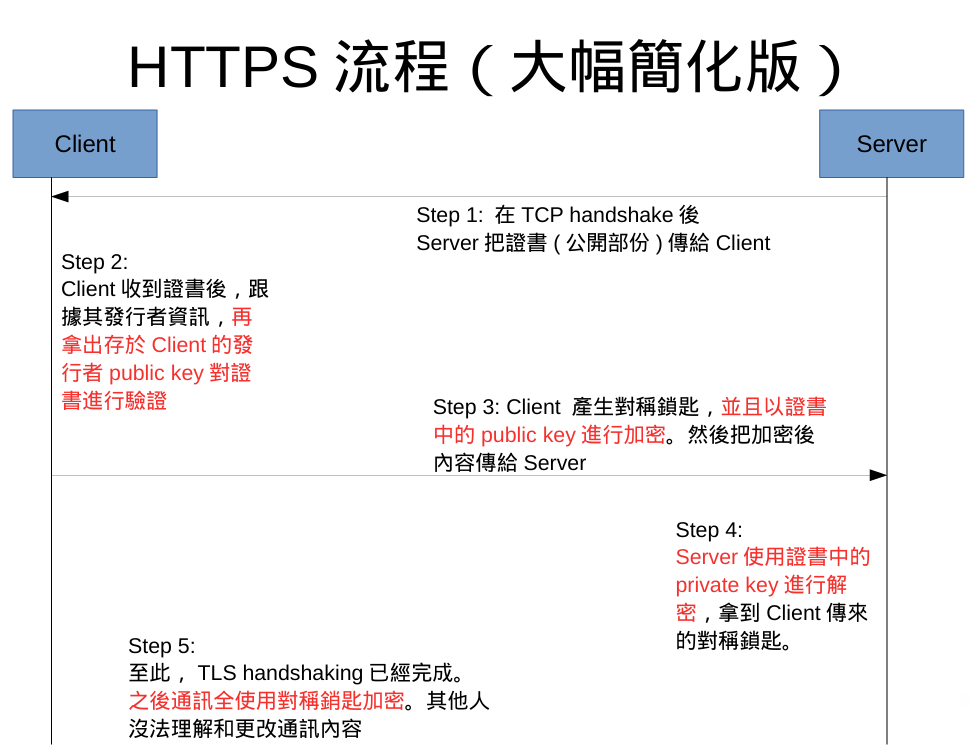 HTTPS 流程（大幅簡化版）
Client
Server
Step 1:  在 TCP handshake 後
Server 把證書 ( 公開部份 ) 傳給 Client
Step 2:
Client 收到證書後，跟
據其發行者資訊，再
拿出存於 Client 的發
行者 public key 對證
書進行驗證
Step 3: Client  產生對稱鎖匙，並且以證書
中的 public key 進行加密。然後把加密後
內容傳給 Server
Step 4:
Server 使用證書中的
private key 進行解
密，拿到 Client 傳來
的對稱鎖匙。
Step 5:
至此， TLS handshaking 已經完成。
之後通訊全使用對稱銷匙加密。其他人
沒法理解和更改通訊內容